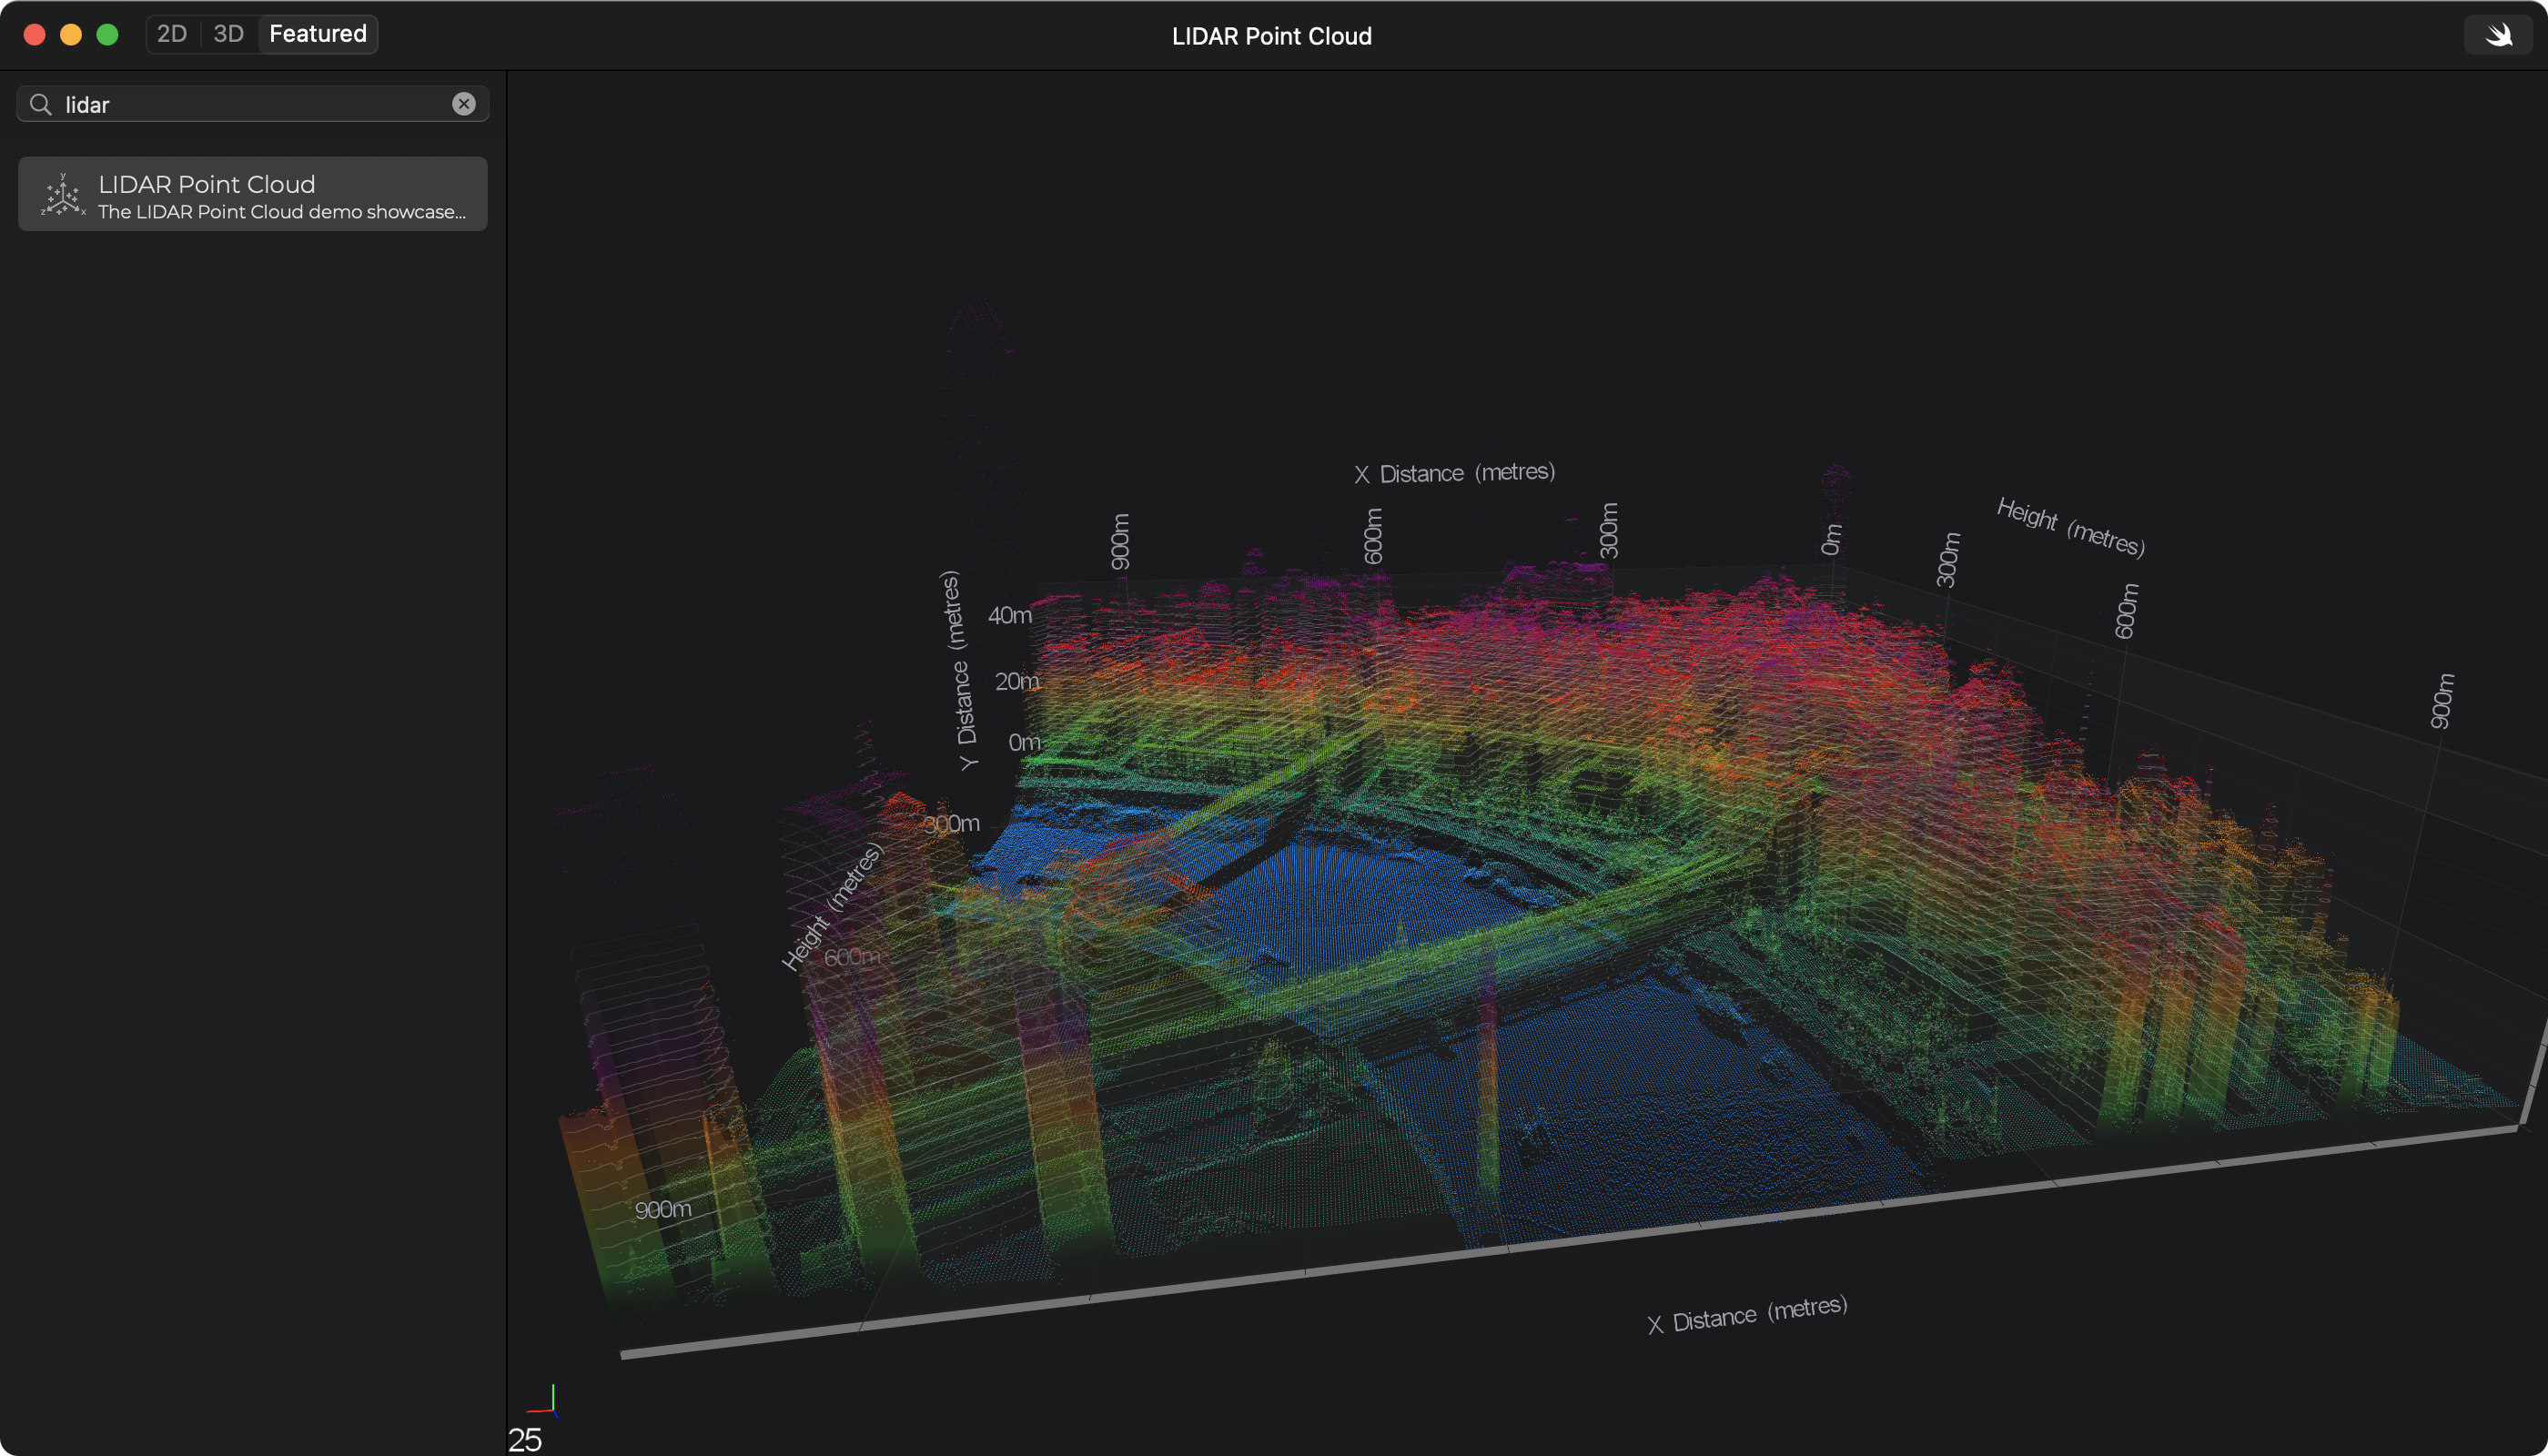 2D 3D Featured
LIDAR Point Cloud
lidar
LIDAR Point Cloud
The LIDAR Point Cloud demo showcase...
y
z x
X Distance (metres)
900m 600m 300m 0m 300m 600m 900m
Height (metres)
Y Distance (metres)
40m
20m
0m
300m
600m
900m
Height (metres)
X Distance (metres)
25